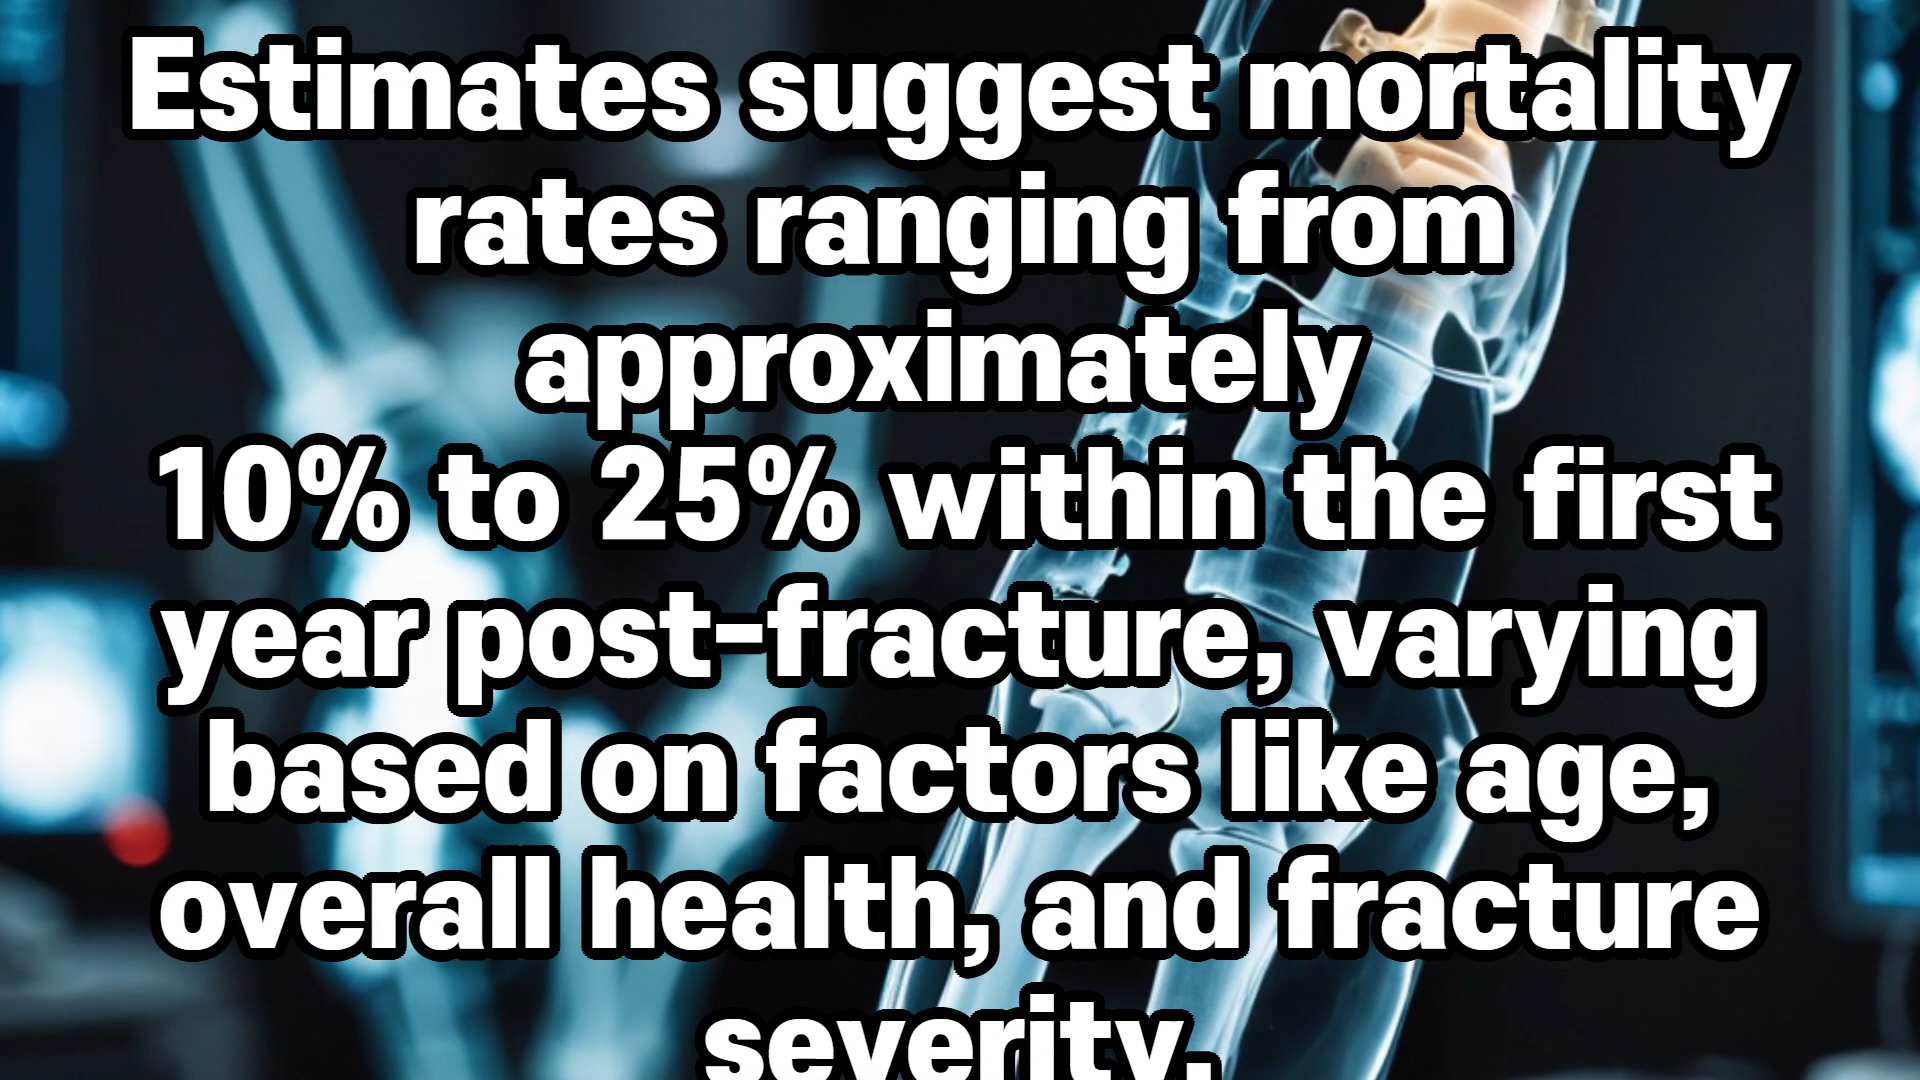 Estimates suggest mortality
rates ranging from
approximately
10% to 25% within the first
year post-fracture, varying
based on factors like age,
overall health, and fracture
severity.